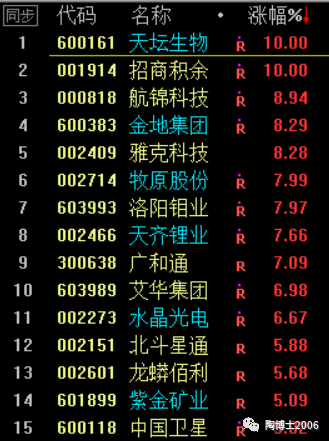 同步 代码 名称 • 涨幅%↓
1 600161 天坛生物 R 10.00
2 001914 招商积余 R 10.00
3 000818 航锦科技 R 8.94
4 600383 金地集团 R 8.29
5 002409 雅克科技 8.28
6 002714 牧原股份 R 7.99
7 603993 洛阳钼业 R 7.97
8 002466 天齐锂业 R 7.66
9 300638 广和通 R 7.09
10 603989 艾华集团 R 6.98
11 002273 水晶光电 R 6.67
12 002151 北斗星通 R 5.88
13 002601 龙蟒佰利 R 5.68
14 601899 紫金矿业 R 5.09
15 600118 中国卫星 R
陶博士2006